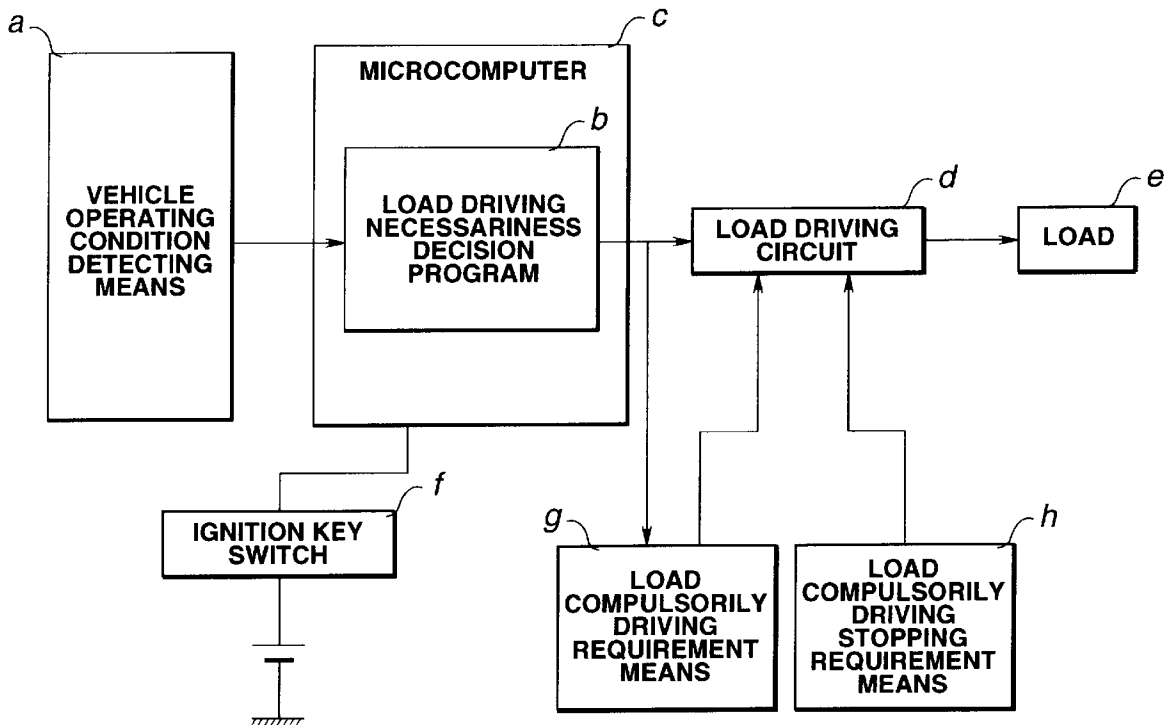 a
c
MICROCOMPUTER
b
VEHICLE
OPERATING
CONDITION
DETECTING
MEANS
LOAD DRIVING
NECESSARINESS
DECISION
PROGRAM
d
LOAD DRIVING
CIRCUIT
e
LOAD
f
IGNITION KEY
SWITCH
g
LOAD
COMPULSORILY
DRIVING
REQUIREMENT
MEANS
h
LOAD
COMPULSORILY
DRIVING
STOPPING
REQUIREMENT
MEANS